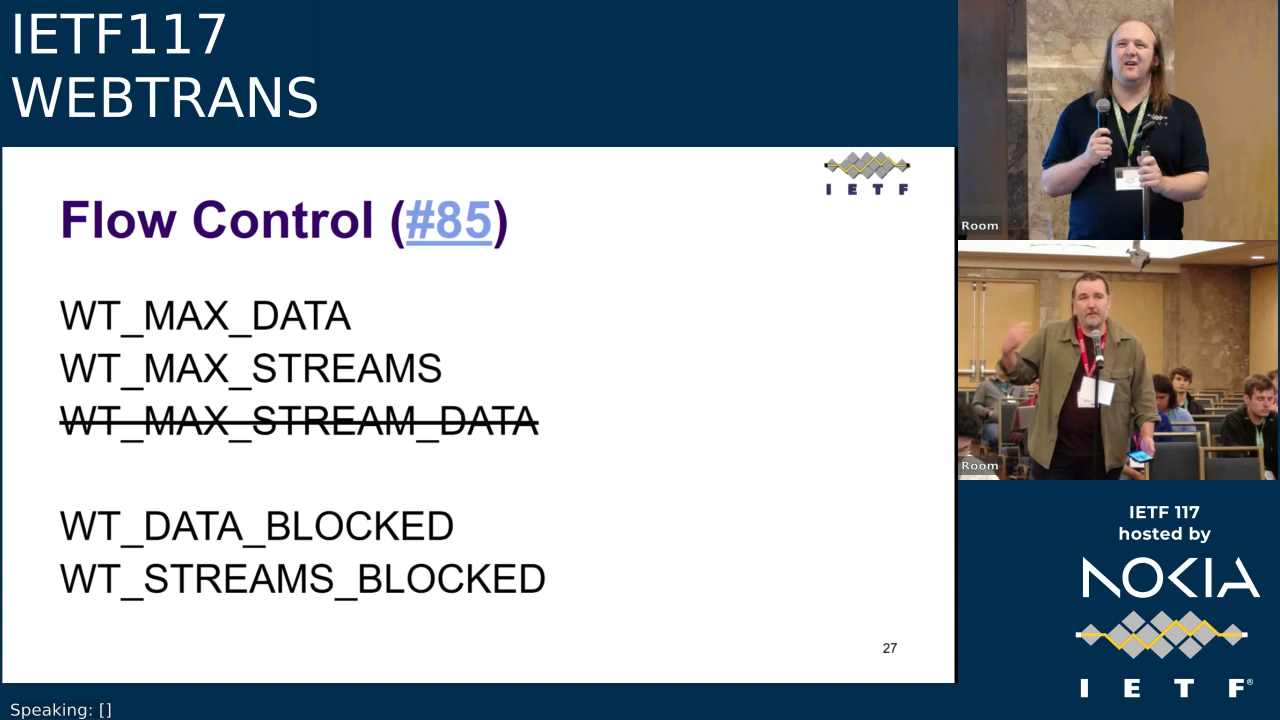 IETF117
WEBTRANS
IETF
Flow Control (#85)
WT_MAX_DATA
WT_MAX_STREAMS
WT_MAX_STREAM_DATA
WT_DATA_BLOCKED
WT_STREAMS_BLOCKED
27
Room
Room
IETF 117
hosted by
NOKIA
IETF®
Speaking: []